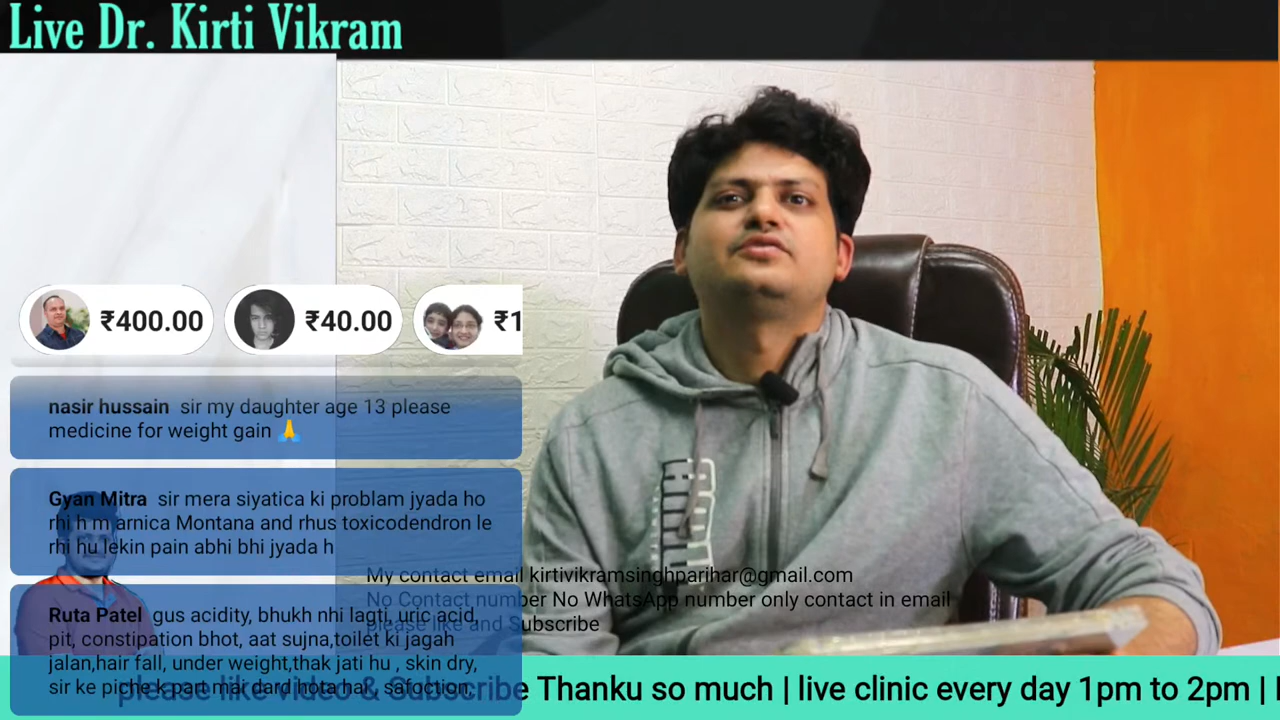 Live Dr. Kirti Vikram
₹400.00
₹40.00
₹1
nasir hussain sir my daughter age 13 please
medicine for weight gain 🙏
Gyan Mitra sir mera siyatica ki problam jyada ho
rhi h m arnica Montana and rhus toxicodendron le
rhi hu lekin pain abhi bhi jyada h
Ruta Patel gus acidity, bhukh nhi lagti, uric acid,
pit, constipation bhot, aat sujna,toilet ki jagah
jalan,hair fall, under weight,thak jati hu , skin dry,
sir ke piche k part mai dard hota hai , safoction,
My contact email kirtivikramsinghparihar@gmail.com
No Contact number No WhatsApp number only contact in email
please like and Subscribe
please like video & Subscribe Thanku so much | live clinic every day 1pm to 2pm |